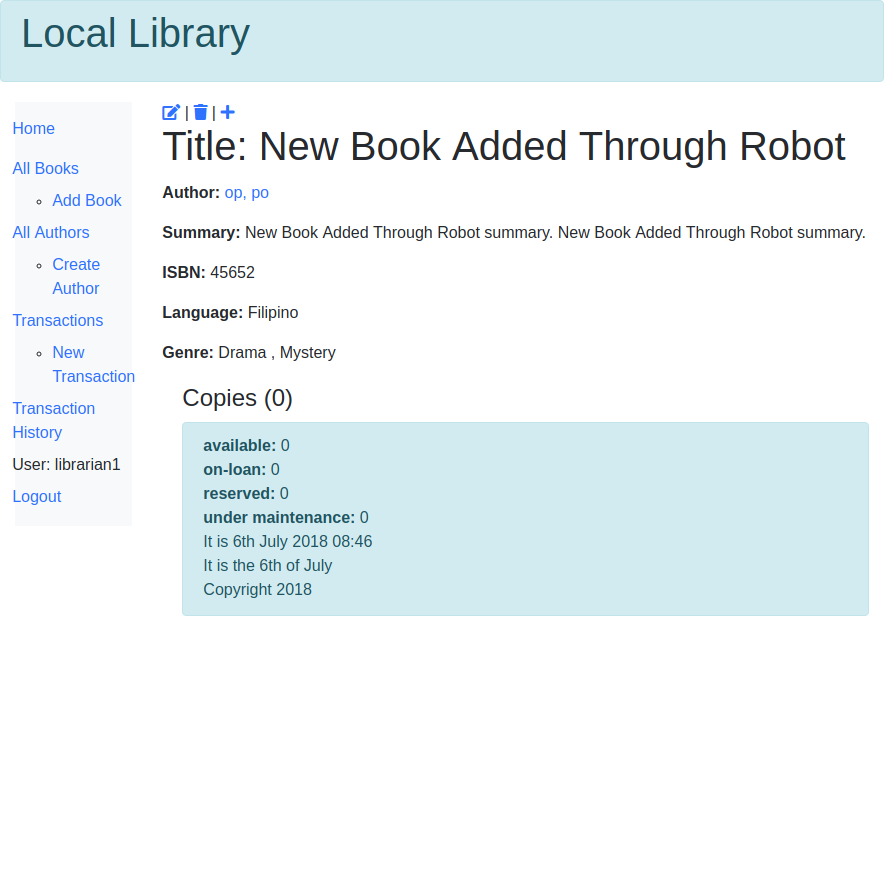 Local Library
Home
All Books
Add Book
All Authors
Create
Author
Transactions
New
Transaction
Transaction
History
User: librarian1
Logout
| |
Title: New Book Added Through Robot
Author: op, po
Summary: New Book Added Through Robot summary. New Book Added Through Robot summary.
ISBN: 45652
Language: Filipino
Genre: Drama , Mystery
Copies (0)
available: 0
on-loan: 0
reserved: 0
under maintenance: 0
It is 6th July 2018 08:46
It is the 6th of July
Copyright 2018